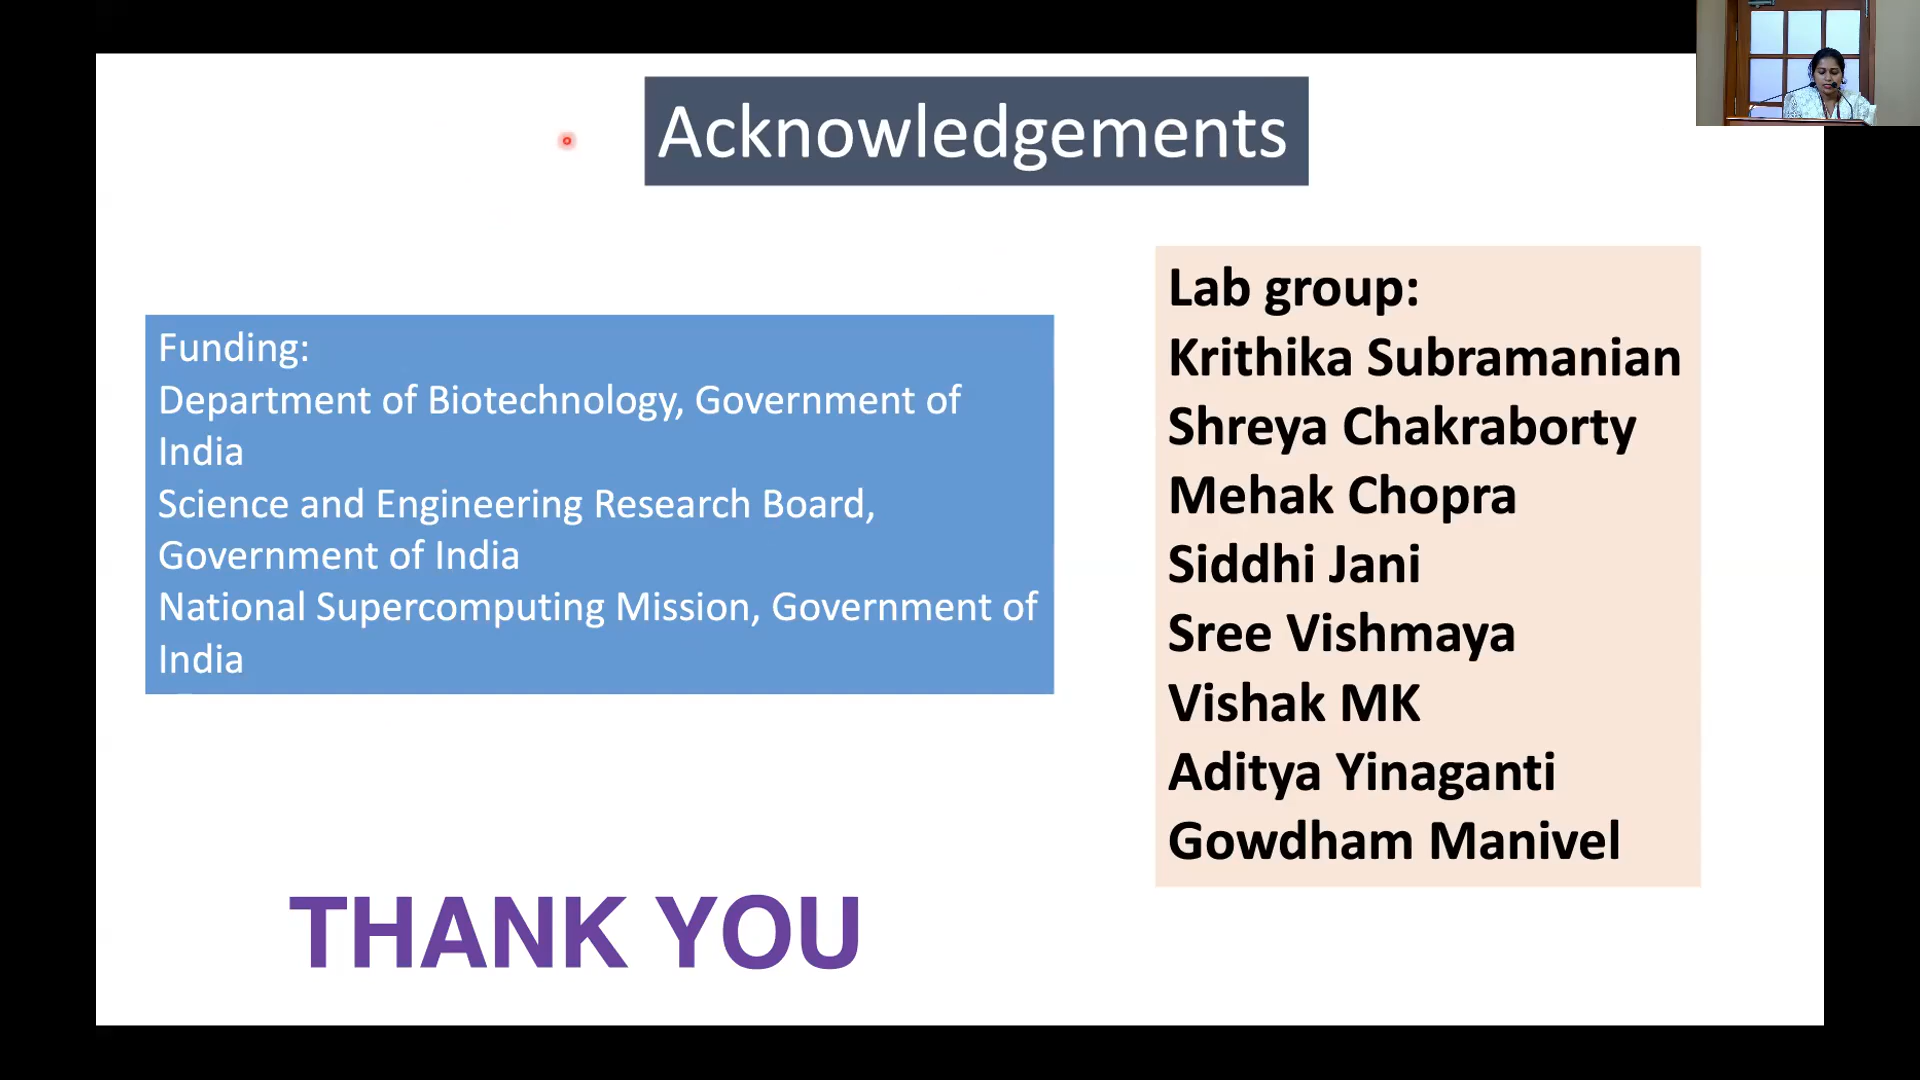 Acknowledgements
Funding:
Department of Biotechnology, Government of
India
Science and Engineering Research Board,
Government of India
National Supercomputing Mission, Government of
India
Lab group:
Krithika Subramanian
Shreya Chakraborty
Mehak Chopra
Siddhi Jani
Sree Vishmaya
Vishak MK
Aditya Yinaganti
Gowdham Manivel
THANK YOU